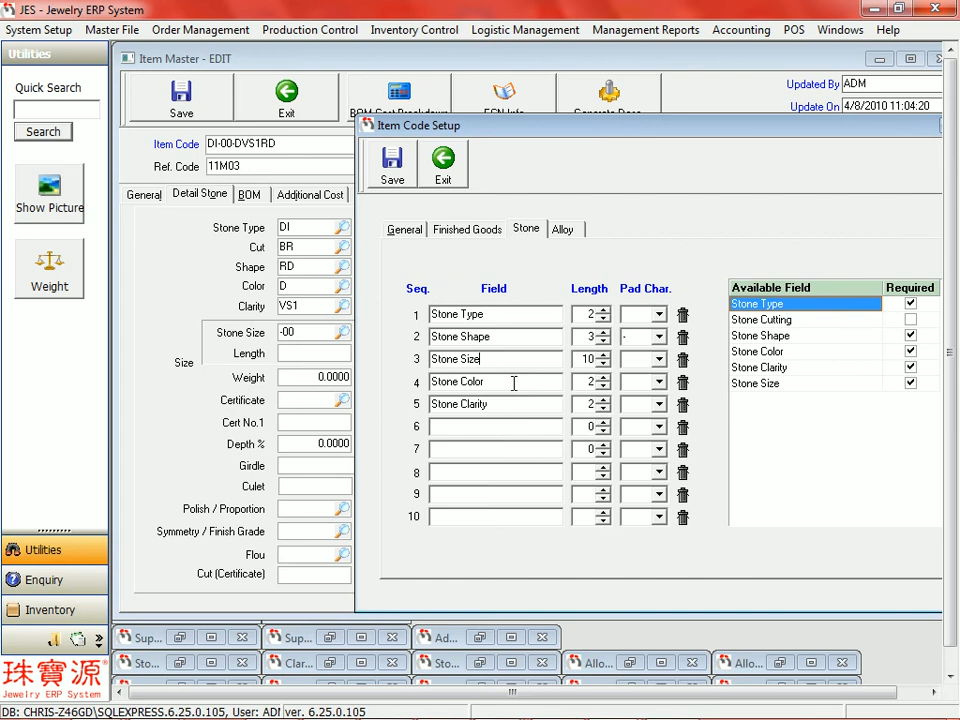 JES - Jewelry ERP System
System Setup Master File Order Management Production Control Inventory Control Logistic Management Management Reports Accounting POS Windows Help
Utilities
Quick Search
Search
Show Picture
Weight
Utilities
Enquiry
Inventory
珠寶源
Jewelry ERP System
Item Master - EDIT
Save
Exit
Updated By ADM
Update On 4/8/2010 11:04:20
Item Code DI-00-DVS1RD
Ref. Code 11M03
General Detail Stone BOM Additional Cost
Stone Type DI
Cut BR
Shape RD
Color D
Clarity VS1
Stone Size -00
Size
Length
Weight 0.0000
Certificate
Cert No.1
Depth % 0.0000
Girdle
Culet
Polish / Proportion
Symmetry / Finish Grade
Flou
Cut (Certificate)
Item Code Setup
Save Exit
General Finished Goods Stone Alloy
Seq. Field Length Pad Char.
1 Stone Type 2
2 Stone Shape 3 -
3 Stone Size 10
4 Stone Color 2
5 Stone Clarity 2
6 0
7 0
8
9
10
Available Field Required
Stone Type
Stone Cutting
Stone Shape
Stone Color
Stone Clarity
Stone Size
Sup... Sup... Ad...
Sto... Clar... Sto... Allo... Allo...
DB: CHRIS-Z46GD\SQLEXPRESS.6.25.0.105, User: ADM ver. 6.25.0.105